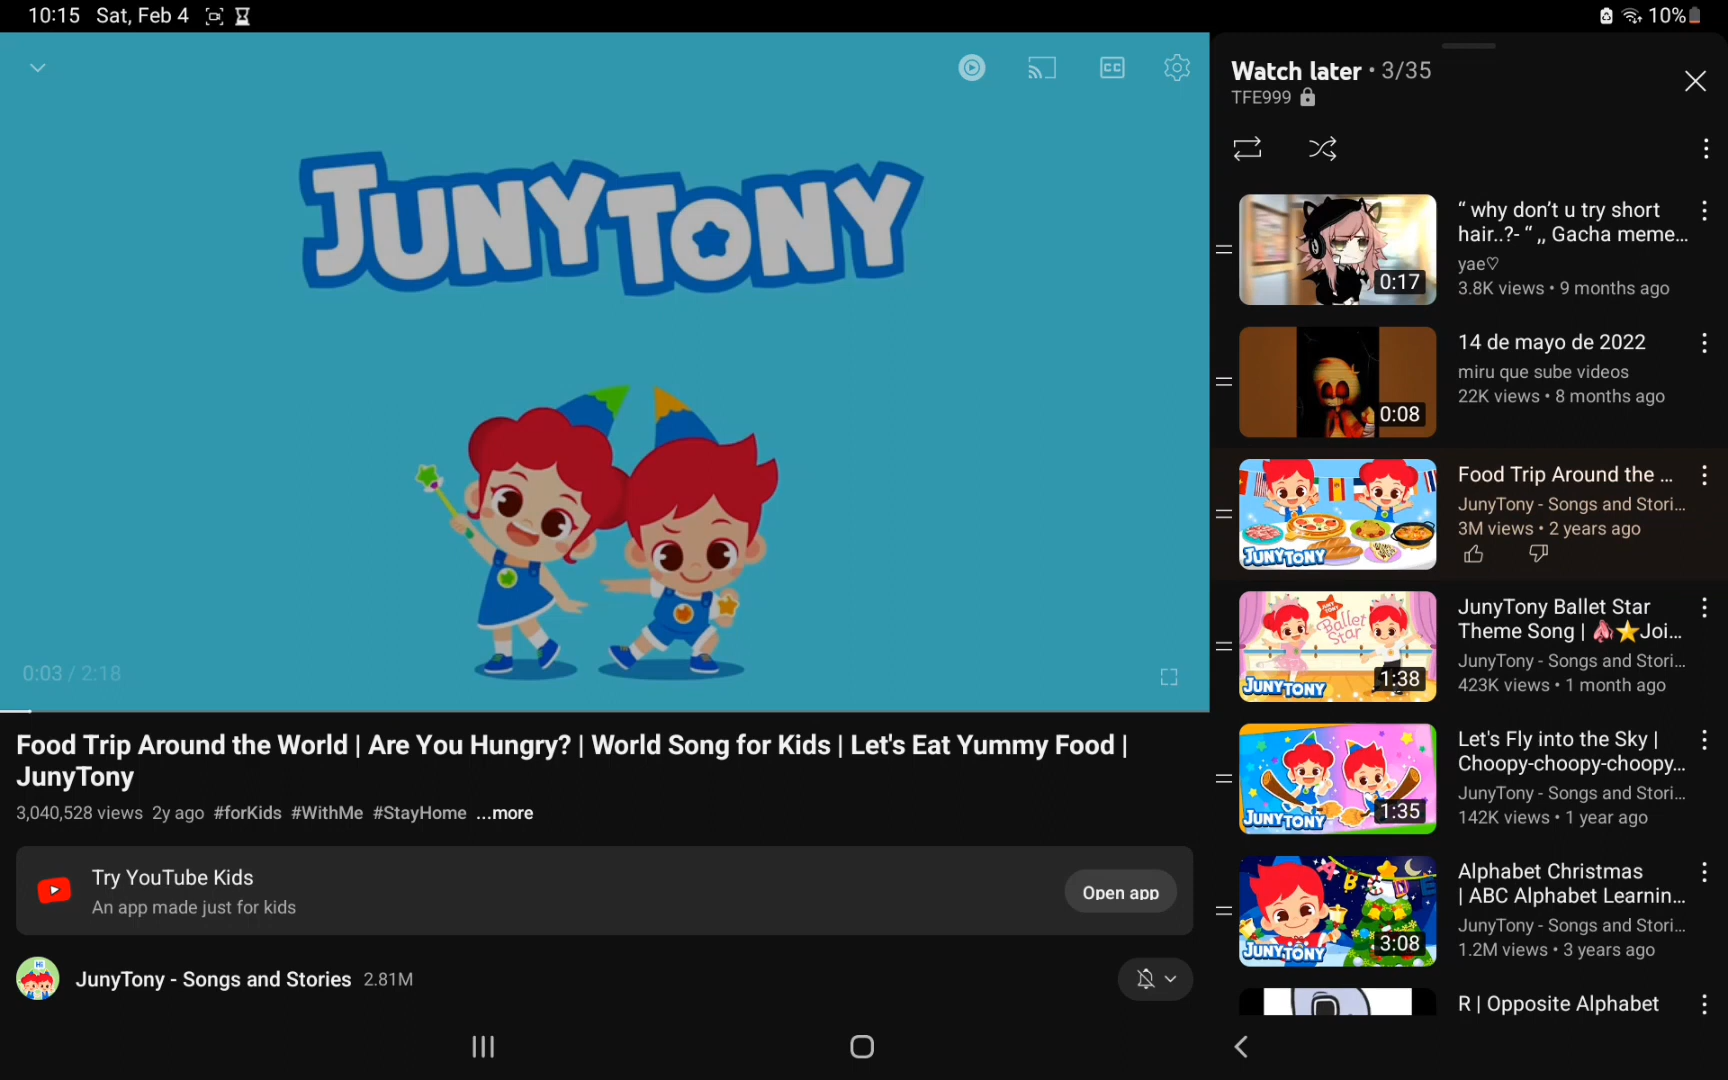 10:15 Sat, Feb 4
10%
CC
JUNYTONY
0:03 / 2:18
Food Trip Around the World | Are You Hungry? | World Song for Kids | Let's Eat Yummy Food |
JunyTony
3,040,528 views 2y ago #forKids #WithMe #StayHome ...more
Try YouTube Kids
An app made just for kids
Open app
JunyTony - Songs and Stories 2.81M
Watch later • 3/35
TFE999
0:17
“ why don’t u try short
hair..?- “ ,, Gacha meme...
yae♡
3.8K views • 9 months ago
0:08
14 de mayo de 2022
miru que sube videos
22K views • 8 months ago
JUNYTONY
Food Trip Around the ...
JunyTony - Songs and Stori...
3M views • 2 years ago
JUNY TONY
Ballet
Star
JUNYTONY
1:38
JunyTony Ballet Star
Theme Song | 🩰⭐Joi...
JunyTony - Songs and Stori...
423K views • 1 month ago
JUNYTONY
1:35
Let's Fly into the Sky |
Choopy-choopy-choopy...
JunyTony - Songs and Stori...
142K views • 1 year ago
A B C D E
JUNYTONY
3:08
Alphabet Christmas
| ABC Alphabet Learnin...
JunyTony - Songs and Stori...
1.2M views • 3 years ago
R | Opposite Alphabet